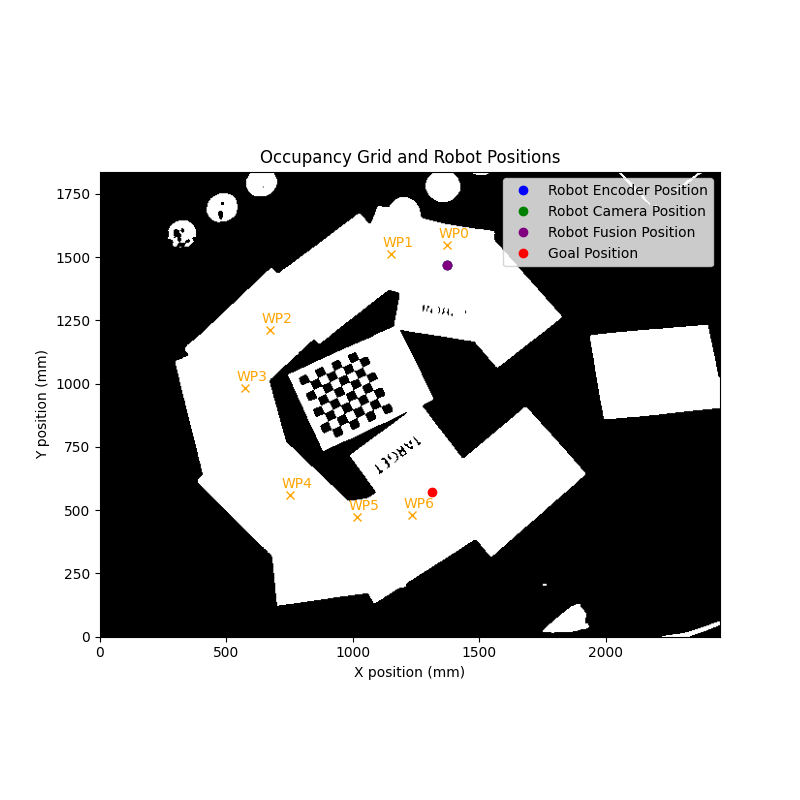 Occupancy Grid and Robot Positions
1750
1500
1250
1000
750
500
250
0
Y position (mm)
Robot Encoder Position
Robot Camera Position
Robot Fusion Position
Goal Position
WP0
WP1
WP2
WP3
WP4
WP5
WP6
TARGET
0
500
1000
1500
2000
X position (mm)